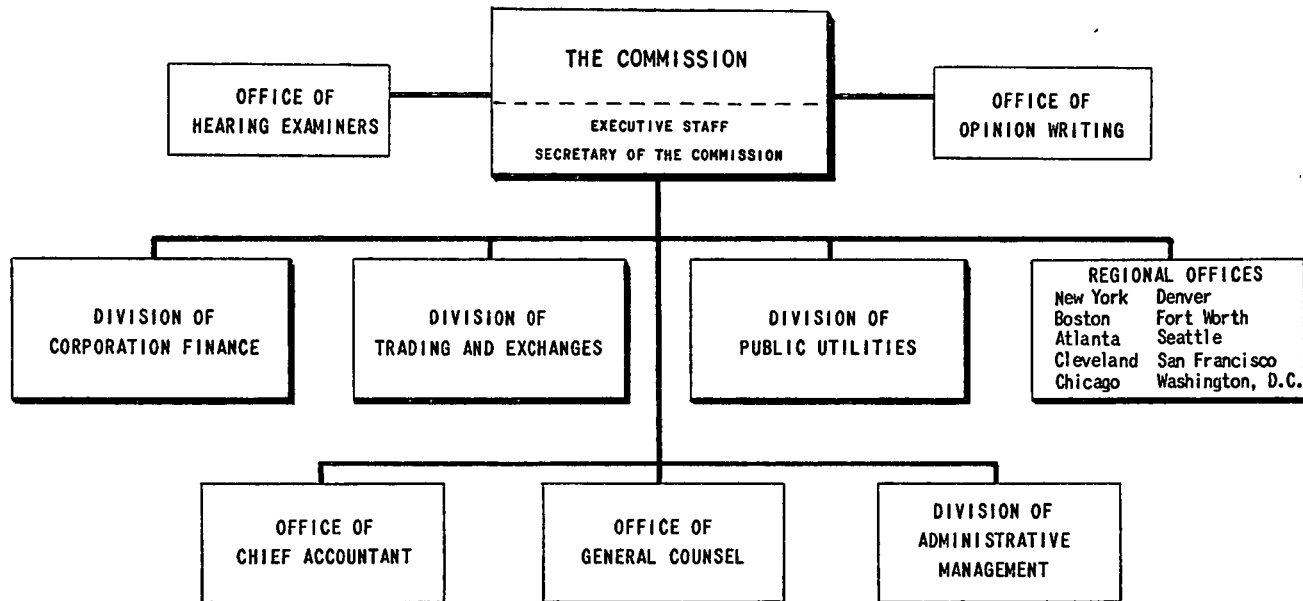 THE COMMISSION
EXECUTIVE STAFF
SECRETARY OF THE COMMISSION
OFFICE OF
HEARING EXAMINERS
OFFICE OF
OPINION WRITING
DIVISION OF
CORPORATION FINANCE
DIVISION OF
TRADING AND EXCHANGES
DIVISION OF
PUBLIC UTILITIES
REGIONAL OFFICES
New York Denver
Boston Fort Worth
Atlanta Seattle
Cleveland San Francisco
Chicago Washington, D.C.
OFFICE OF
CHIEF ACCOUNTANT
OFFICE OF
GENERAL COUNSEL
DIVISION OF
ADMINISTRATIVE
MANAGEMENT